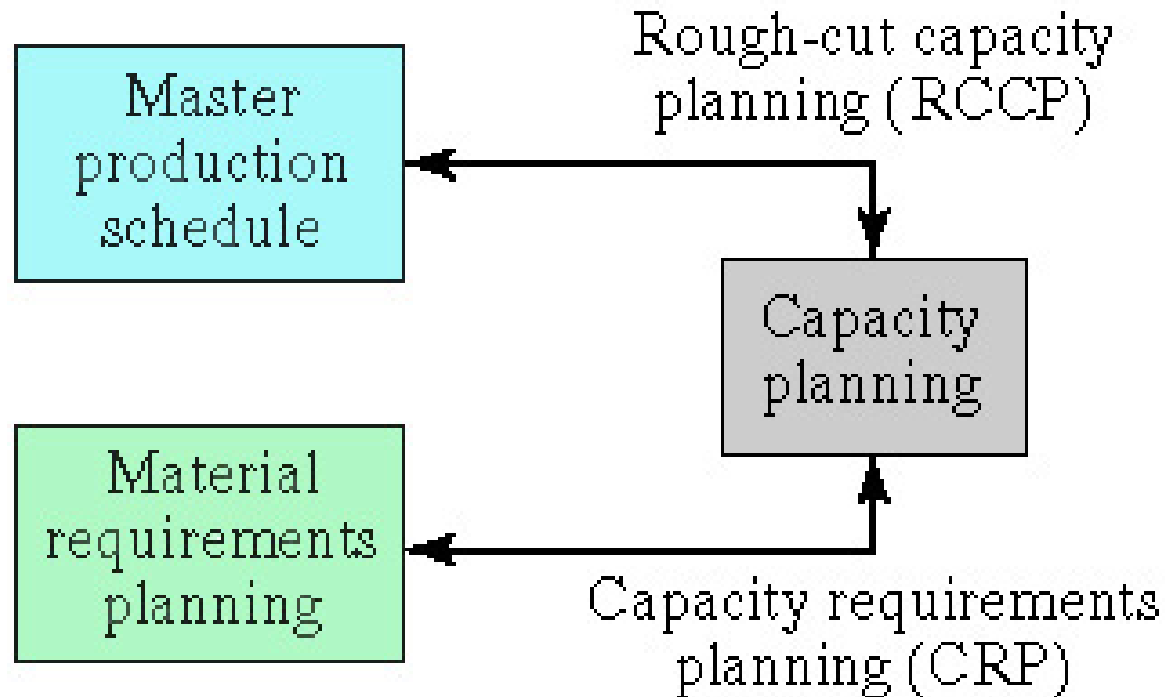 Rough-cut capacity
planning (RCCP)
Master
production
schedule
Capacity
planning
Material
requirements
planning
Capacity requirements
planning (CRP)